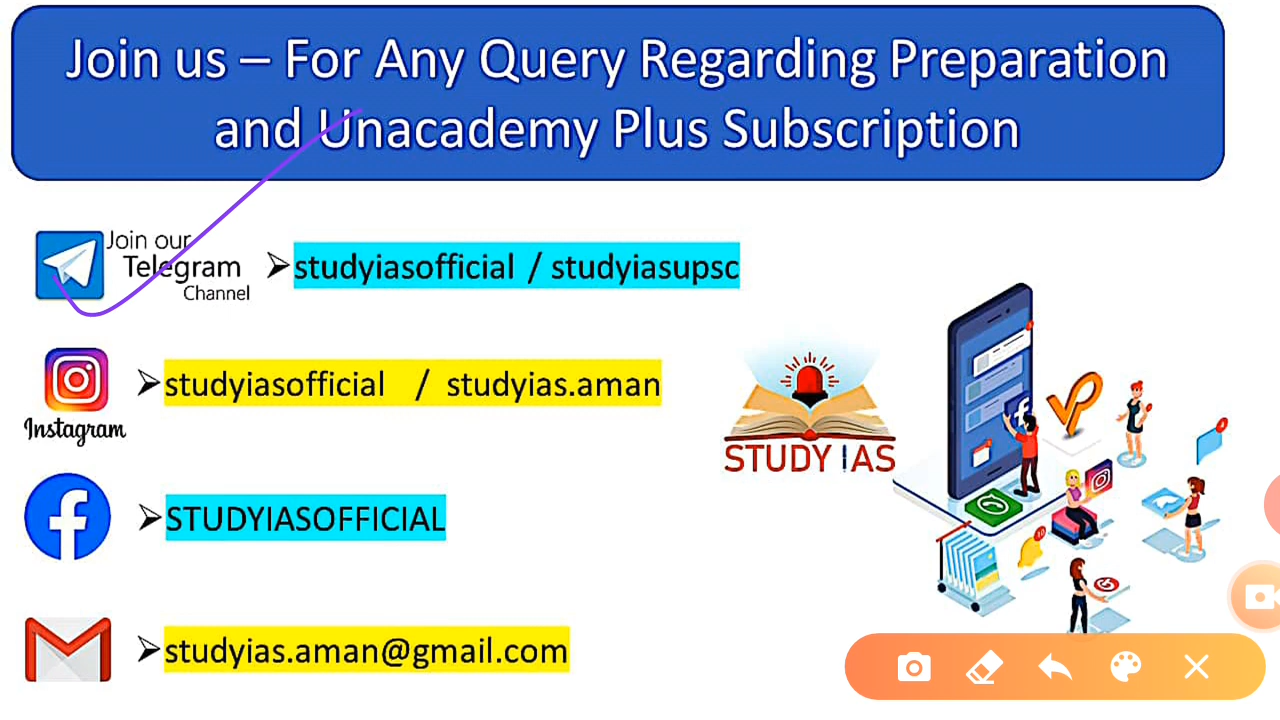 Join us – For Any Query Regarding Preparation
and Unacademy Plus Subscription
Join our
Telegram
Channel
➢studyiasofficial / studyiasupsc
Instagram
➢studyiasofficial / studyias.aman
➢STUDYIASOFFICIAL
➢studyias.aman@gmail.com
STUDY IAS
10